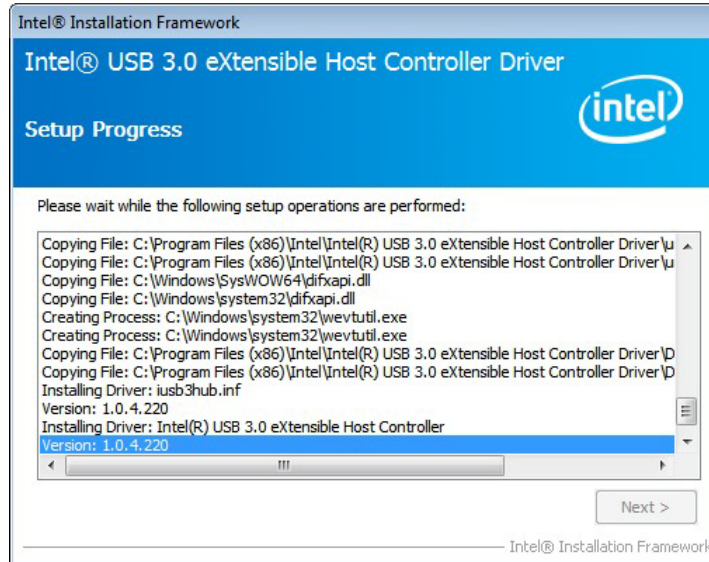 Intel® Installation Framework
Intel® USB 3.0 eXtensible Host Controller Driver
intel
Setup Progress
Please wait while the following setup operations are performed:
Copying File: C:\Program Files (x86)\Intel\Intel(R) USB 3.0 eXtensible Host Controller Driver\u
Copying File: C:\Program Files (x86)\Intel\Intel(R) USB 3.0 eXtensible Host Controller Driver\u
Copying File: C:\Windows\SysWOW64\difxapi.dll
Copying File: C:\Windows\system32\difxapi.dll
Creating Process: C:\Windows\system32\wevtutil.exe
Creating Process: C:\Windows\system32\wevtutil.exe
Copying File: C:\Program Files (x86)\Intel\Intel(R) USB 3.0 eXtensible Host Controller Driver\D
Copying File: C:\Program Files (x86)\Intel\Intel(R) USB 3.0 eXtensible Host Controller Driver\D
Installing Driver: iusb3hub.inf
Version: 1.0.4.220
Installing Driver: Intel(R) USB 3.0 eXtensible Host Controller
Version: 1.0.4.220
Next >
Intel® Installation Framework